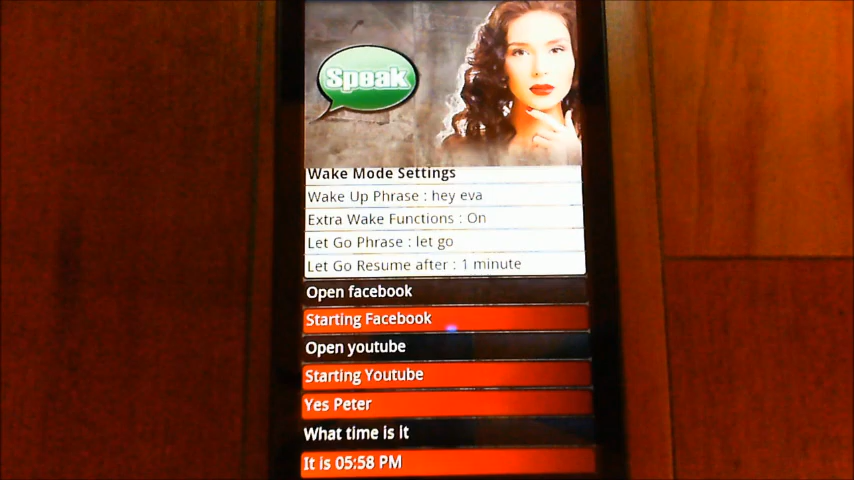 Speak
Wake Mode Settings
Wake Up Phrase : hey eva
Extra Wake Functions : On
Let Go Phrase : let go
Let Go Resume after : 1 minute
Open facebook
Starting Facebook
Open youtube
Starting Youtube
Yes Peter
What time is it
It is 05:58 PM